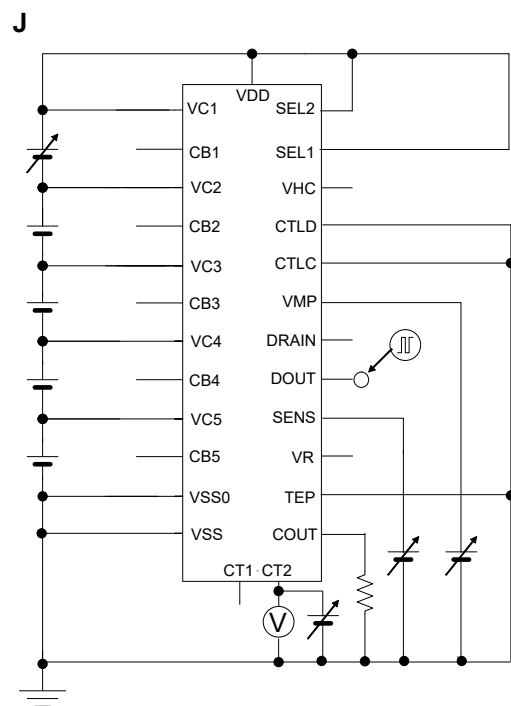 J
VDD
VC1
SEL2
CB1
SEL1
VC2
VHC
CB2
CTLD
VC3
CTLC
CB3
VMP
VC4
DRAIN
CB4
DOUT
VC5
SENS
CB5
VR
VSS0
TEP
VSS
COUT
CT1 CT2
V